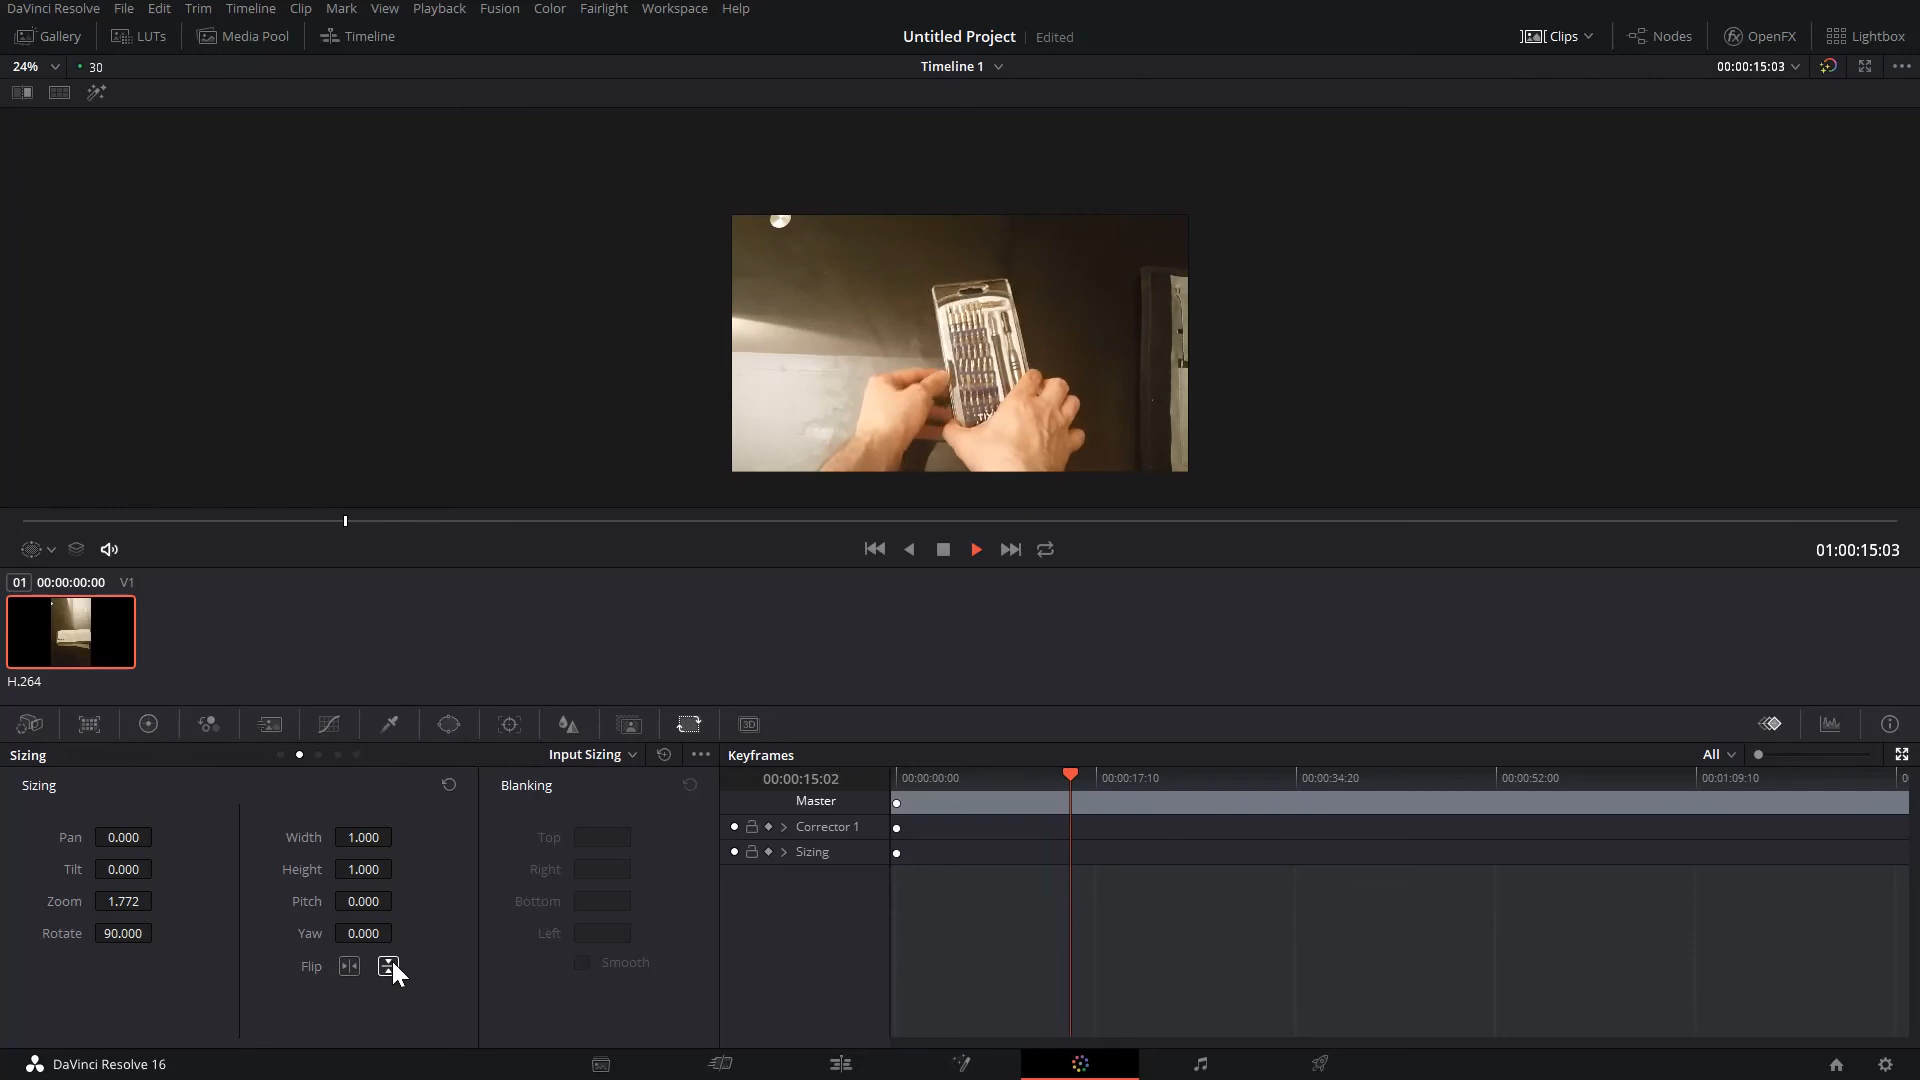 DaVinci Resolve File Edit Trim Timeline Clip Mark View Playback Fusion Color Fairlight Workspace Help
Gallery LUTs Media Pool Timeline Untitled Project Edited Clips Nodes OpenFX Lightbox
24% 30 Timeline 1 00:00:15:03
01:00:15:03
01 00:00:00:00 V1
H.264
3D
Sizing Input Sizing Keyframes All
Sizing Blanking 00:00:15:02 00:00:00:00 00:00:17:10 00:00:34:20 00:00:52:00 00:01:09:10 0
Master
Pan 0.000 Width 1.000 Top Corrector 1
Tilt 0.000 Height 1.000 Right Sizing
Zoom 1.772 Pitch 0.000 Bottom
Rotate 90.000 Yaw 0.000 Left
Flip Smooth
DaVinci Resolve 16